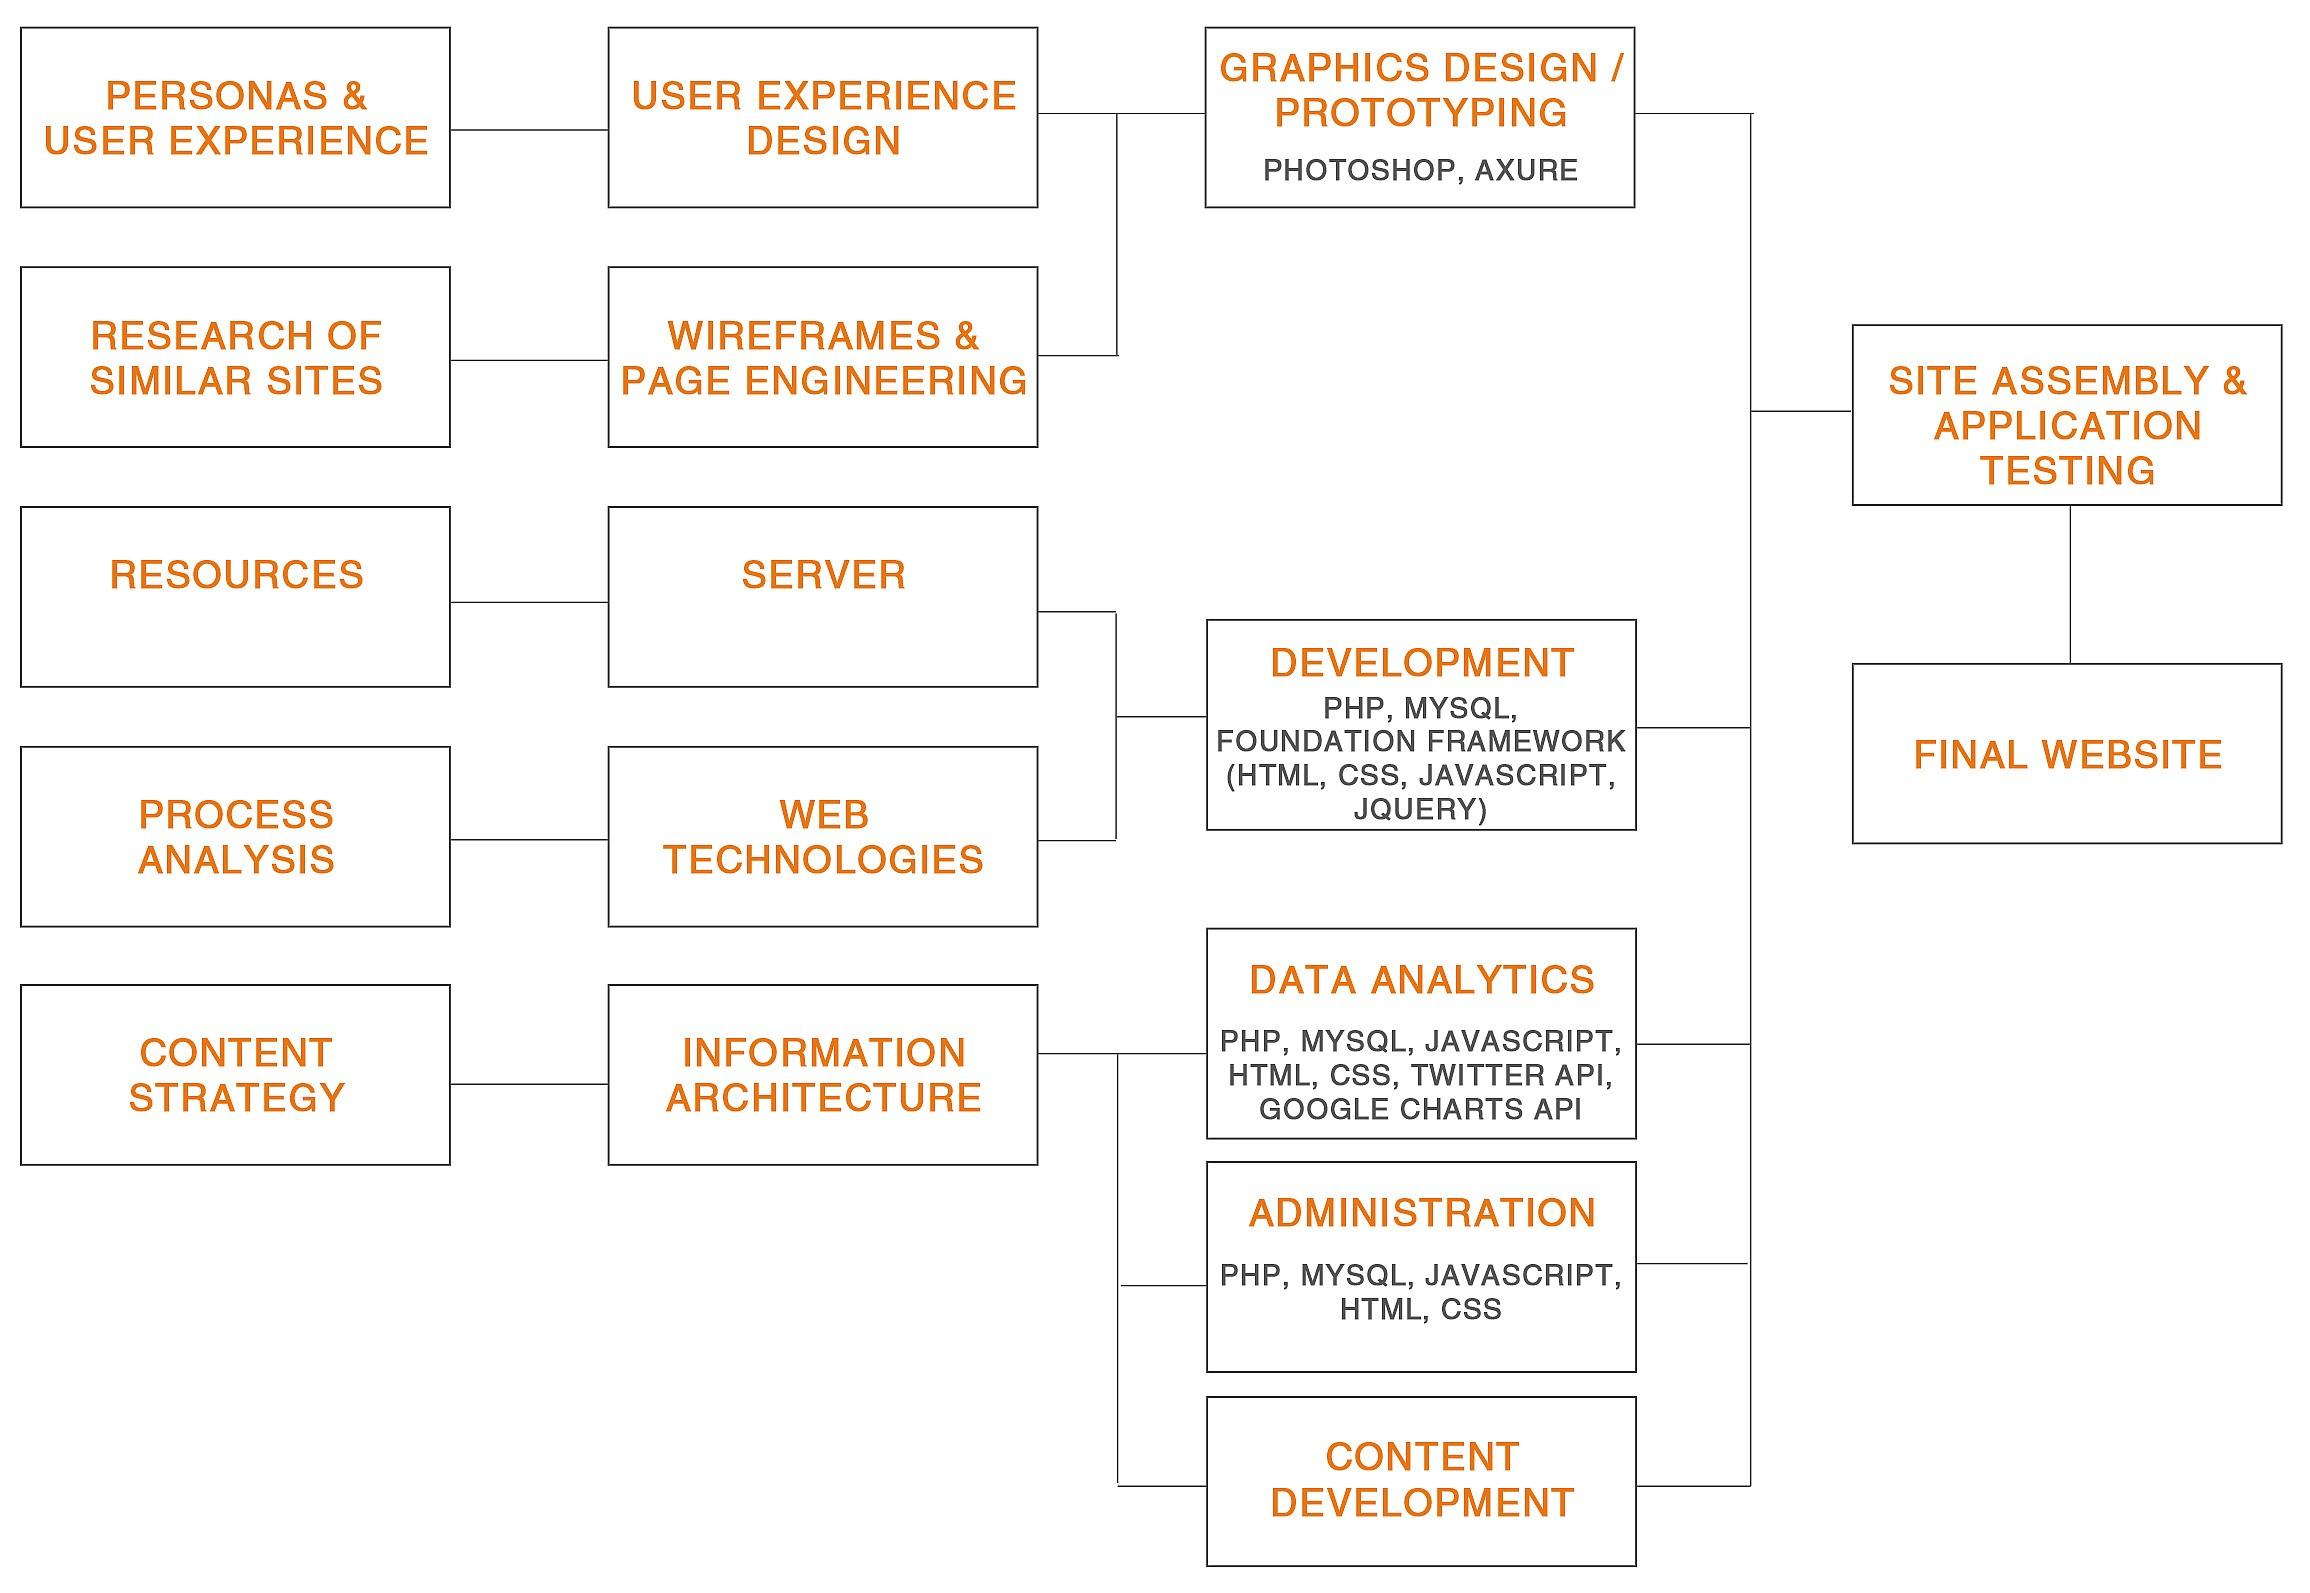 PERSONAS &
USER EXPERIENCE
USER EXPERIENCE
DESIGN
GRAPHICS DESIGN /
PROTOTYPING
PHOTOSHOP, AXURE
RESEARCH OF
SIMILAR SITES
WIREFRAMES &
PAGE ENGINEERING
SITE ASSEMBLY &
APPLICATION
TESTING
RESOURCES
SERVER
DEVELOPMENT
PHP, MYSQL,
FOUNDATION FRAMEWORK
(HTML, CSS, JAVASCRIPT,
JQUERY)
FINAL WEBSITE
PROCESS
ANALYSIS
WEB
TECHNOLOGIES
DATA ANALYTICS
PHP, MYSQL, JAVASCRIPT,
HTML, CSS, TWITTER API,
GOOGLE CHARTS API
CONTENT
STRATEGY
INFORMATION
ARCHITECTURE
ADMINISTRATION
PHP, MYSQL, JAVASCRIPT,
HTML, CSS
CONTENT
DEVELOPMENT